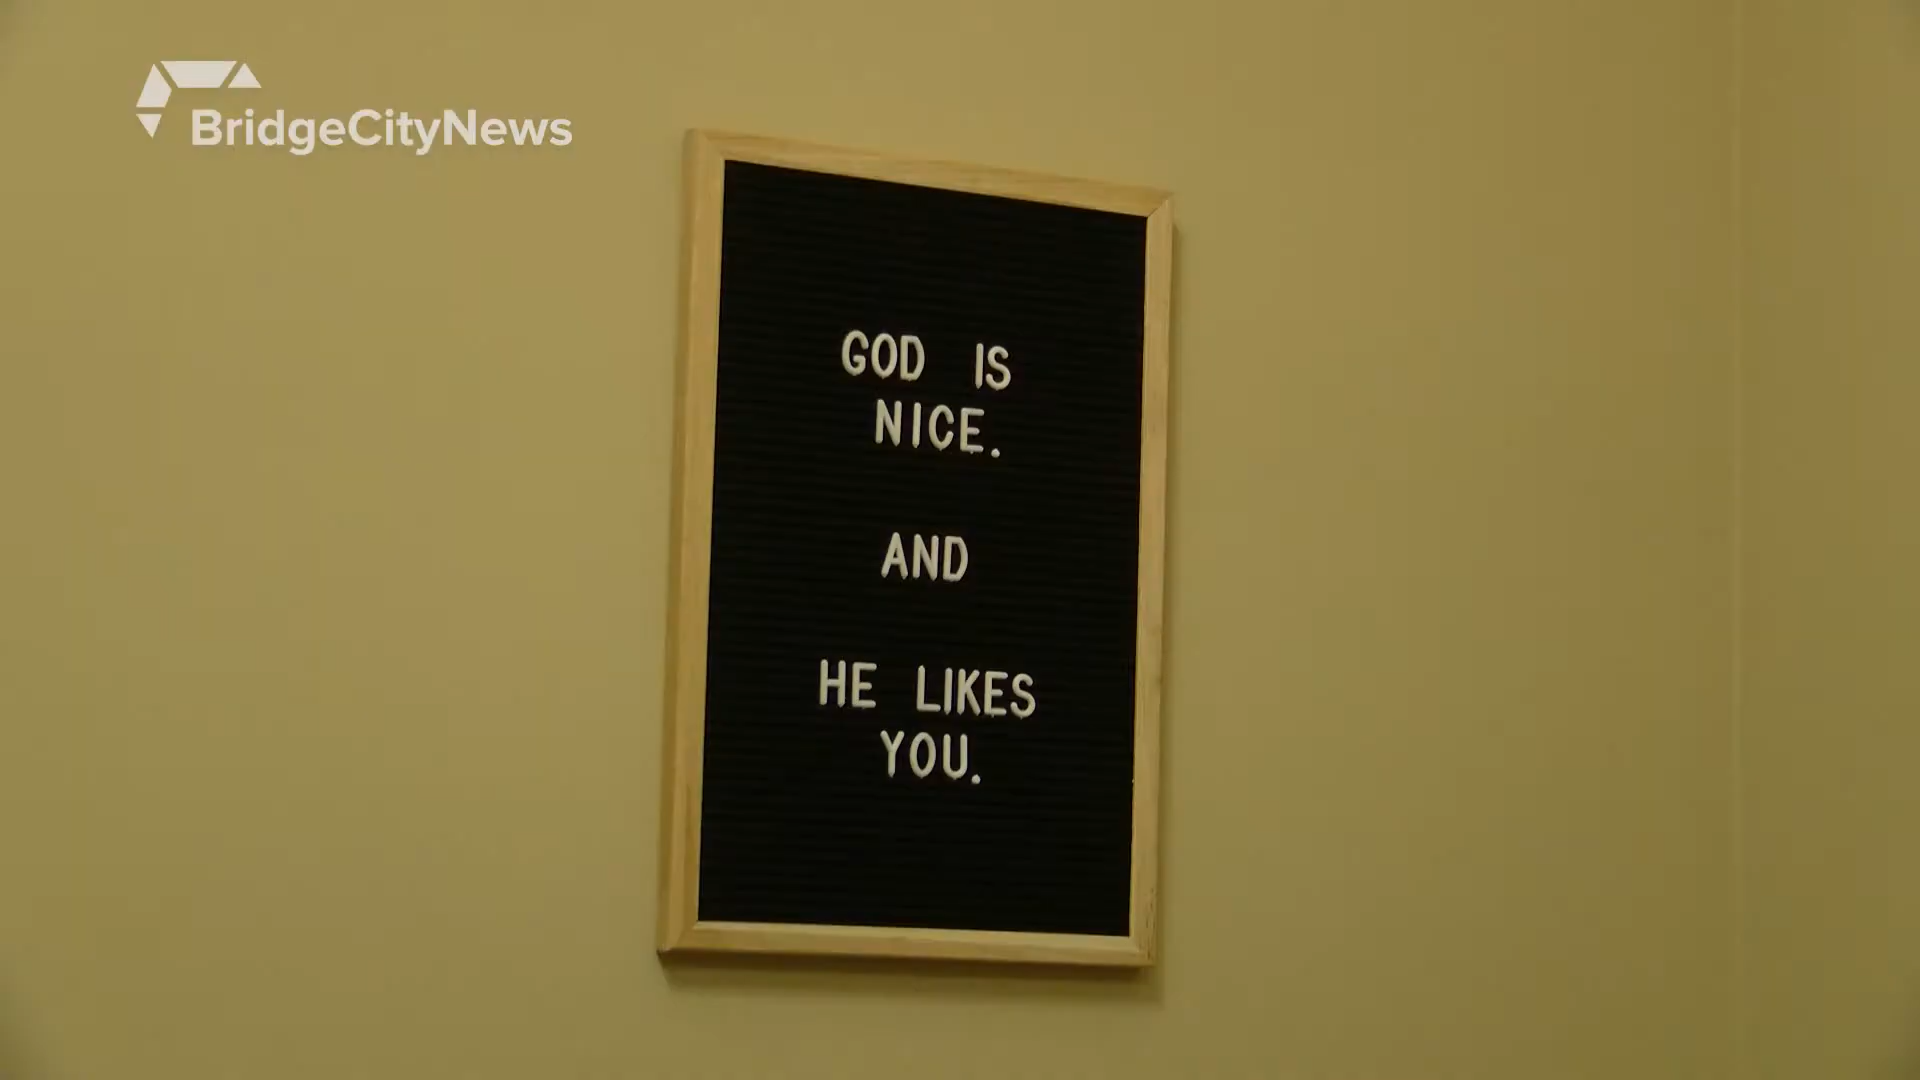 BridgeCityNews
GOD IS
NICE.
AND
HE LIKES
YOU.